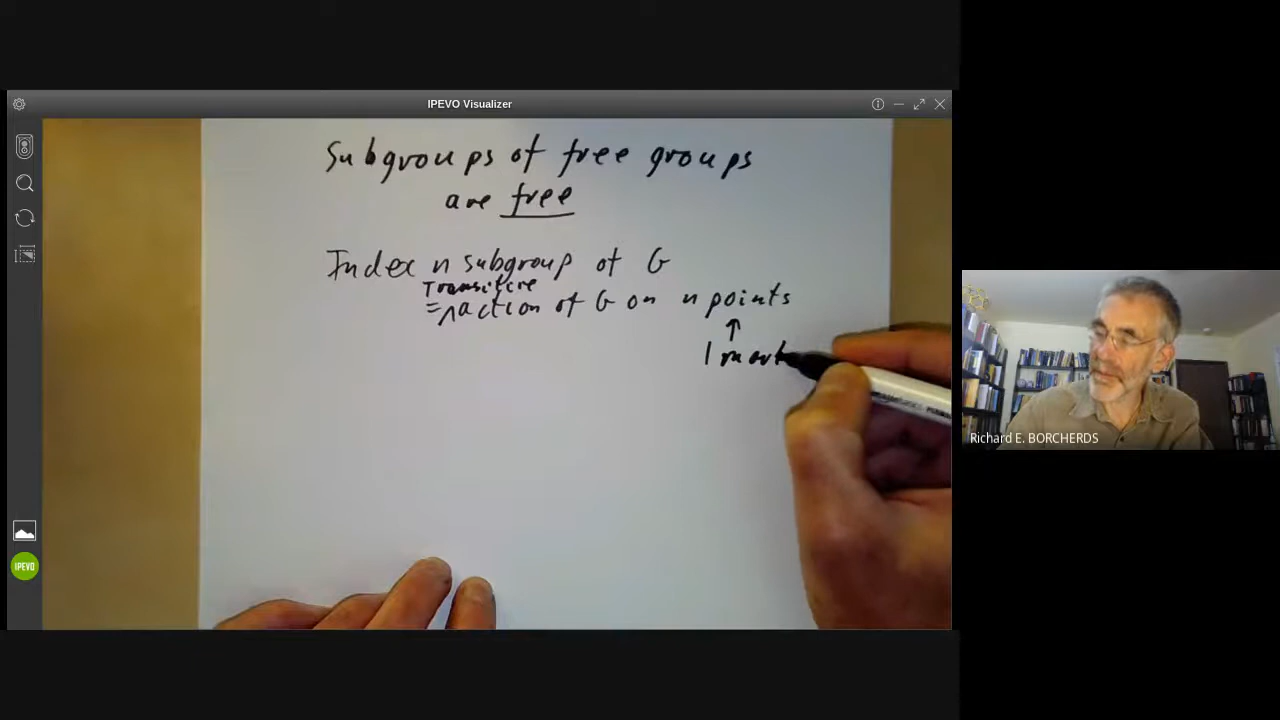 IPEVO Visualizer
Subgroups of free groups
are free
Index n subgroup of G
Transitive
= action of G on n points
↑
1 mark
Richard E. BORCHERDS
IPEVO